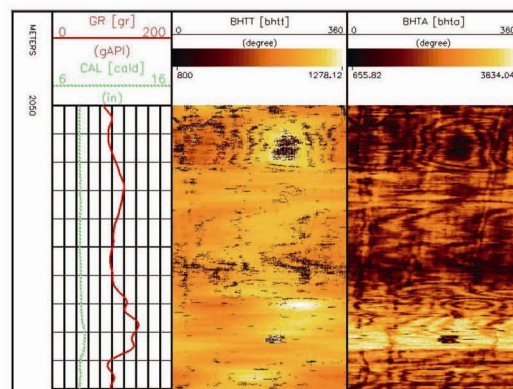 METERS
2050
GR [gr]
0 200
(gAPI)
CAL [cald]
6 16
(in)
BHTT [bhtt]
0 360
(degree)
800 1278.12
BHTA [bhta]
0 360
(degree)
655.82 3834.04